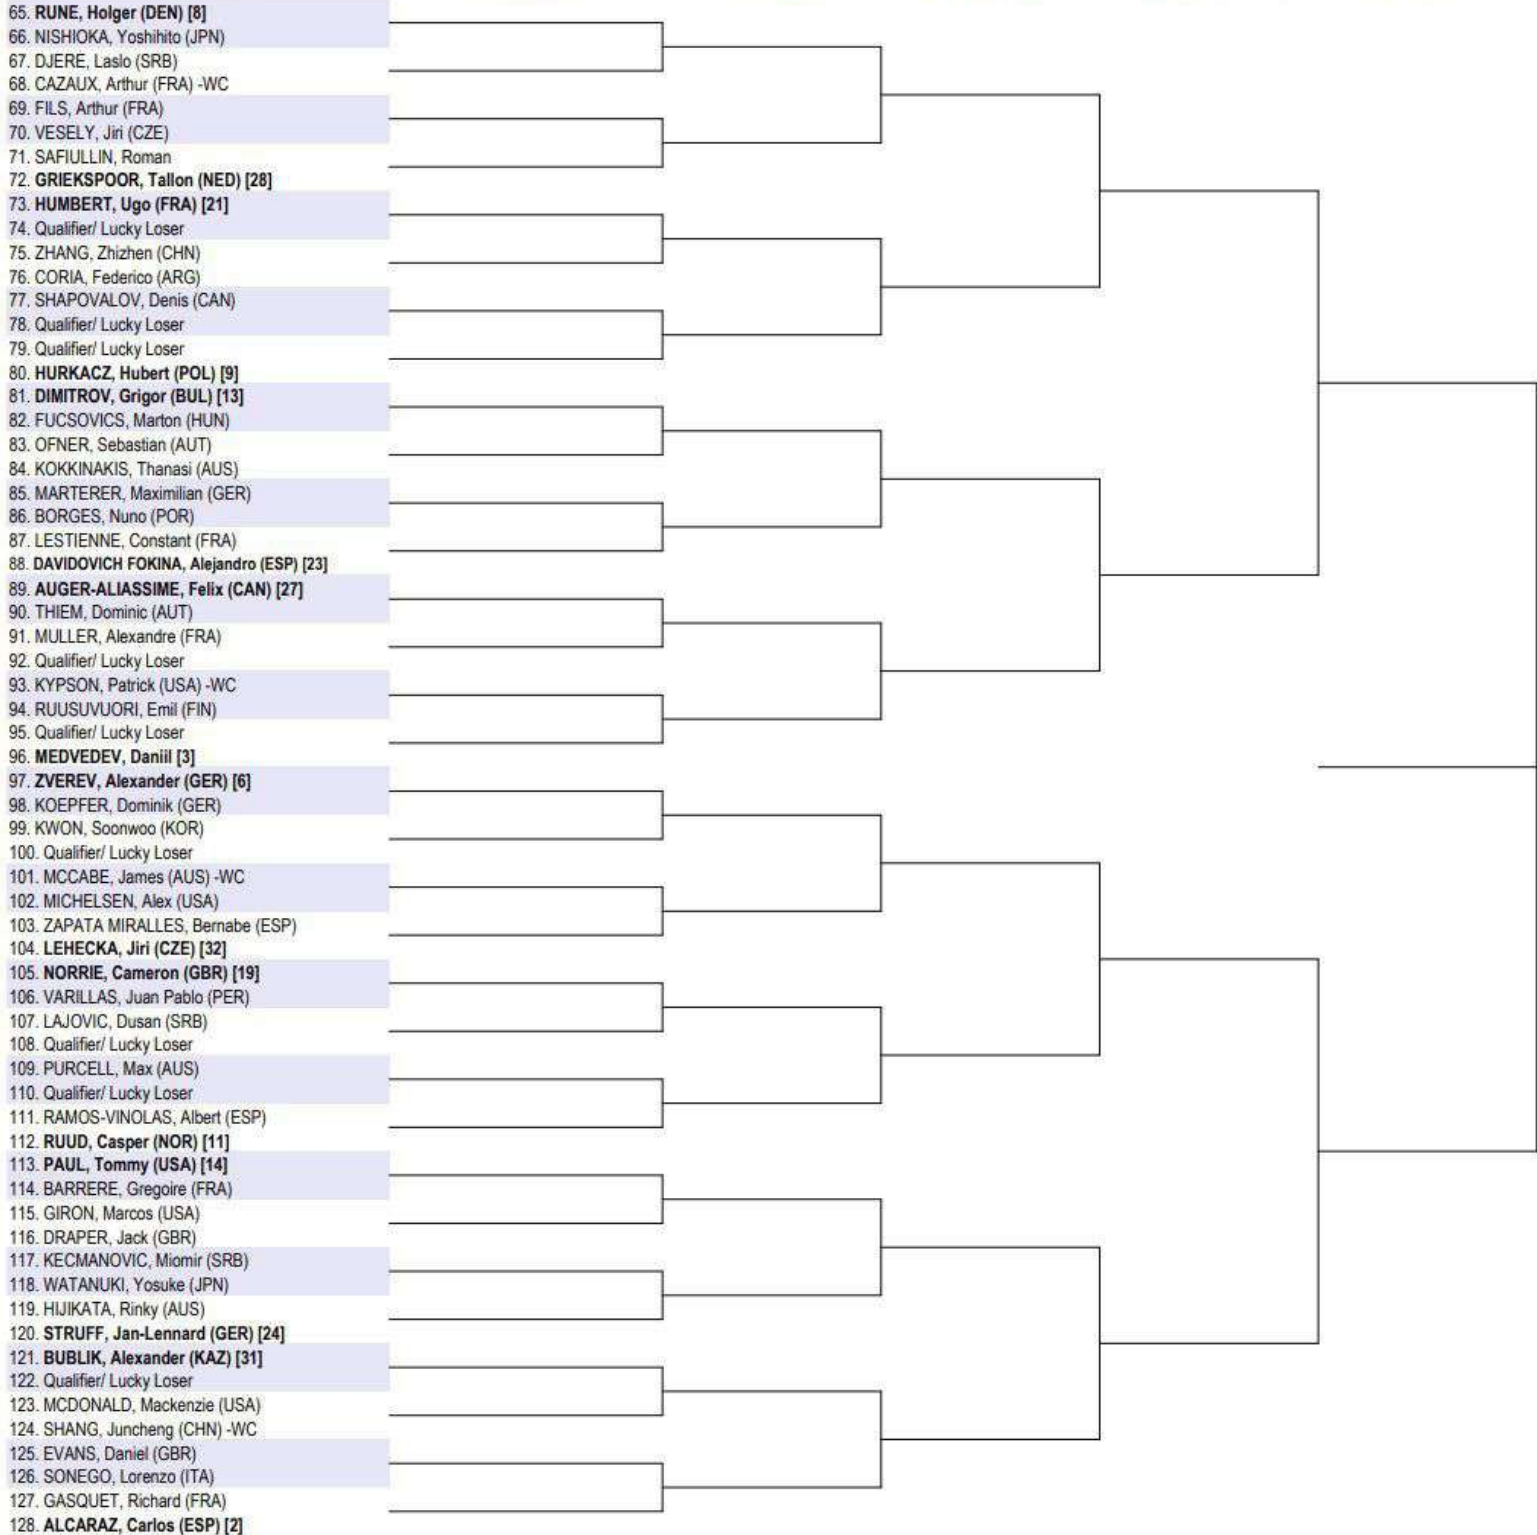 65. RUNE, Holger (DEN) [8]
66. NISHIOKA, Yoshihito (JPN)
67. DJERE, Laslo (SRB)
68. CAZAUX, Arthur (FRA) -WC
69. FILS, Arthur (FRA)
70. VESELY, Jiri (CZE)
71. SAFIULLIN, Roman
72. GRIEKSPOOR, Tallon (NED) [28]
73. HUMBERT, Ugo (FRA) [21]
74. Qualifier/ Lucky Loser
75. ZHANG, Zhizhen (CHN)
76. CORIA, Federico (ARG)
77. SHAPOVALOV, Denis (CAN)
78. Qualifier/ Lucky Loser
79. Qualifier/ Lucky Loser
80. HURKACZ, Hubert (POL) [9]
81. DIMITROV, Grigor (BUL) [13]
82. FUCSOVICS, Marton (HUN)
83. OFNER, Sebastian (AUT)
84. KOKKINAKIS, Thanasi (AUS)
85. MARTERER, Maximilian (GER)
86. BORGES, Nuno (POR)
87. LESTIENNE, Constant (FRA)
88. DAVIDOVICH FOKINA, Alejandro (ESP) [23]
89. AUGER-ALIASSIME, Felix (CAN) [27]
90. THIEM, Dominic (AUT)
91. MULLER, Alexandre (FRA)
92. Qualifier/ Lucky Loser
93. KYPSON, Patrick (USA) -WC
94. RUUSUVUORI, Emil (FIN)
95. Qualifier/ Lucky Loser
96. MEDVEDEV, Daniil [3]
97. ZVEREV, Alexander (GER) [6]
98. KOEPFER, Dominik (GER)
99. KWON, Soonwoo (KOR)
100. Qualifier/ Lucky Loser
101. MCCABE, James (AUS) -WC
102. MICHELSEN, Alex (USA)
103. ZAPATA MIRALLES, Bernabe (ESP)
104. LEHECKA, Jiri (CZE) [32]
105. NORRIE, Cameron (GBR) [19]
106. VARILLAS, Juan Pablo (PER)
107. LAJOVIC, Dusan (SRB)
108. Qualifier/ Lucky Loser
109. PURCELL, Max (AUS)
110. Qualifier/ Lucky Loser
111. RAMOS-VINOLAS, Albert (ESP)
112. RUUD, Casper (NOR) [11]
113. PAUL, Tommy (USA) [14]
114. BARRERE, Gregoire (FRA)
115. GIRON, Marcos (USA)
116. DRAPER, Jack (GBR)
117. KECMANOVIC, Miomir (SRB)
118. WATANUKI, Yosuke (JPN)
119. HIJIKATA, Rinky (AUS)
120. STRUFF, Jan-Lennard (GER) [24]
121. BUBLIK, Alexander (KAZ) [31]
122. Qualifier/ Lucky Loser
123. MCDONALD, Mackenzie (USA)
124. SHANG, Juncheng (CHN) -WC
125. EVANS, Daniel (GBR)
126. SONEGO, Lorenzo (ITA)
127. GASQUET, Richard (FRA)
128. ALCARAZ, Carlos (ESP) [2]